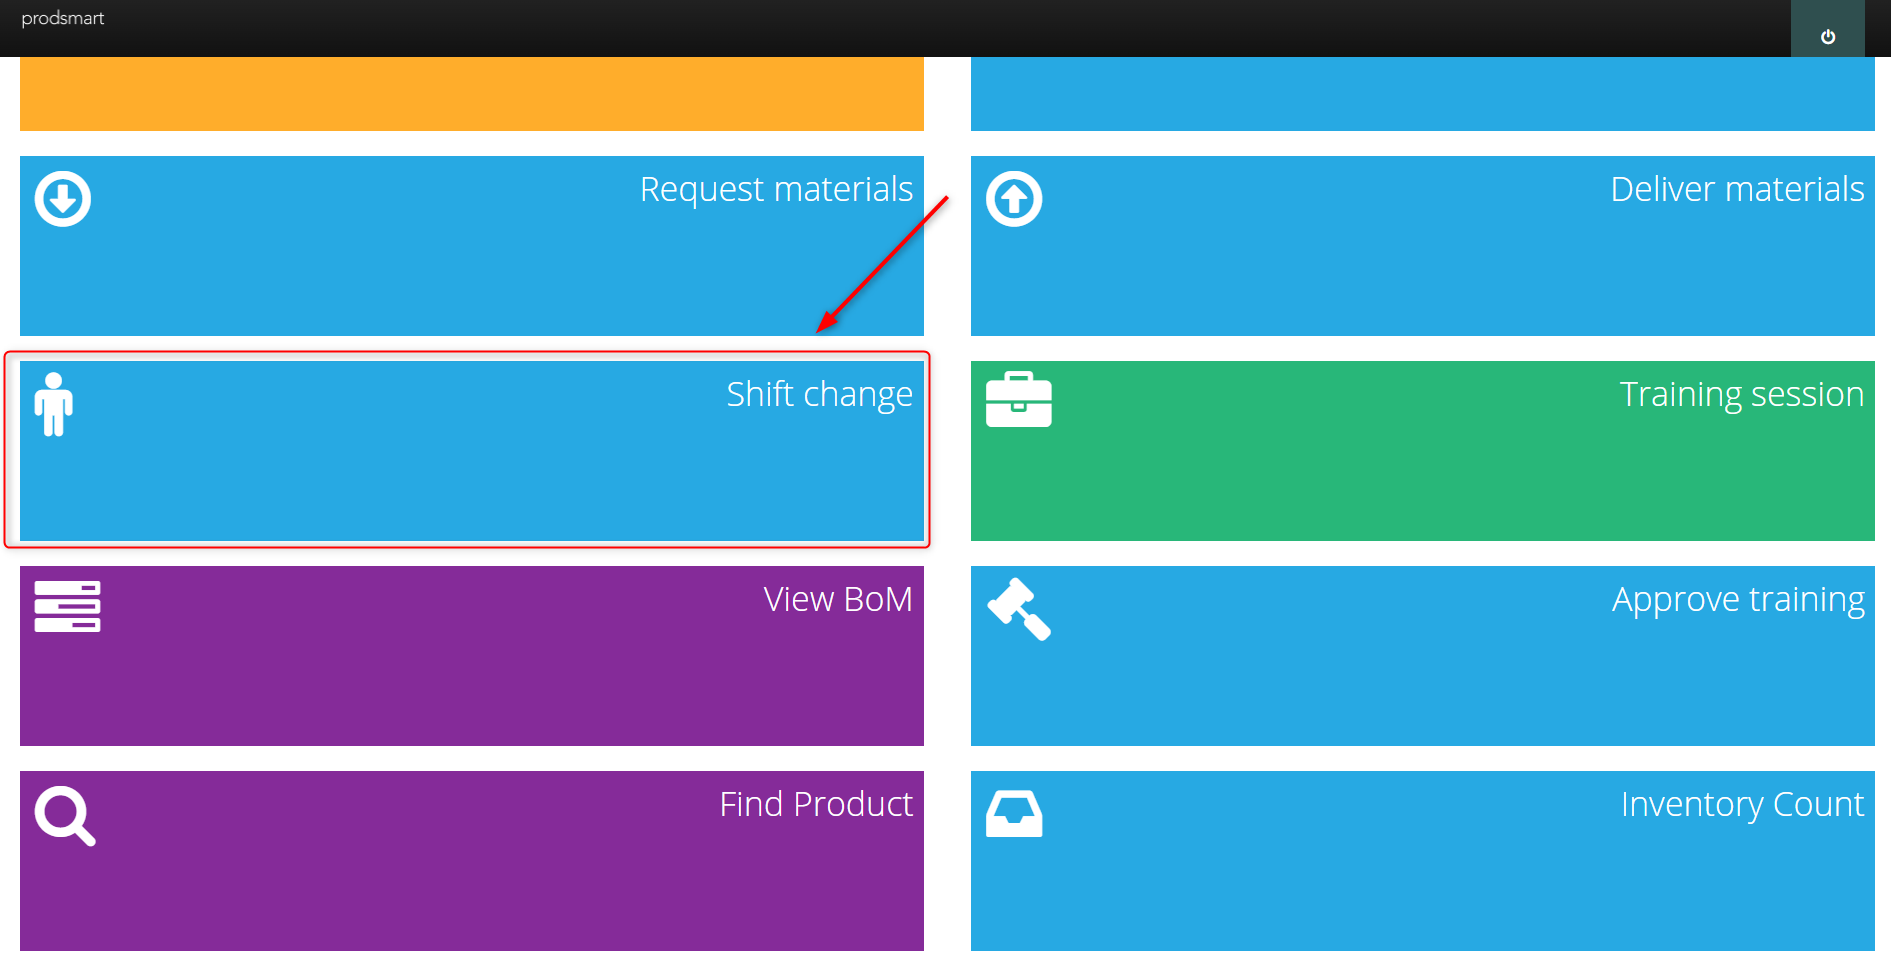 prodsmart
Request materials
Deliver materials
Shift change
Training session
View BoM
Approve training
Find Product
Inventory Count